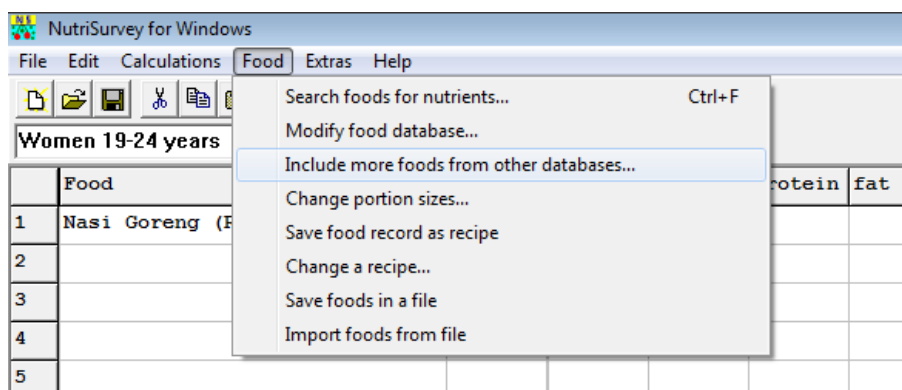 NutriSurvey for Windows
File Edit Calculations Food Extras Help
Search foods for nutrients... Ctrl+F
Modify food database...
Women 19-24 years
Include more foods from other databases...
Food rotein fat
Change portion sizes...
1 Nasi Goreng (
Save food record as recipe
2
Change a recipe...
3
Save foods in a file
4
Import foods from file
5